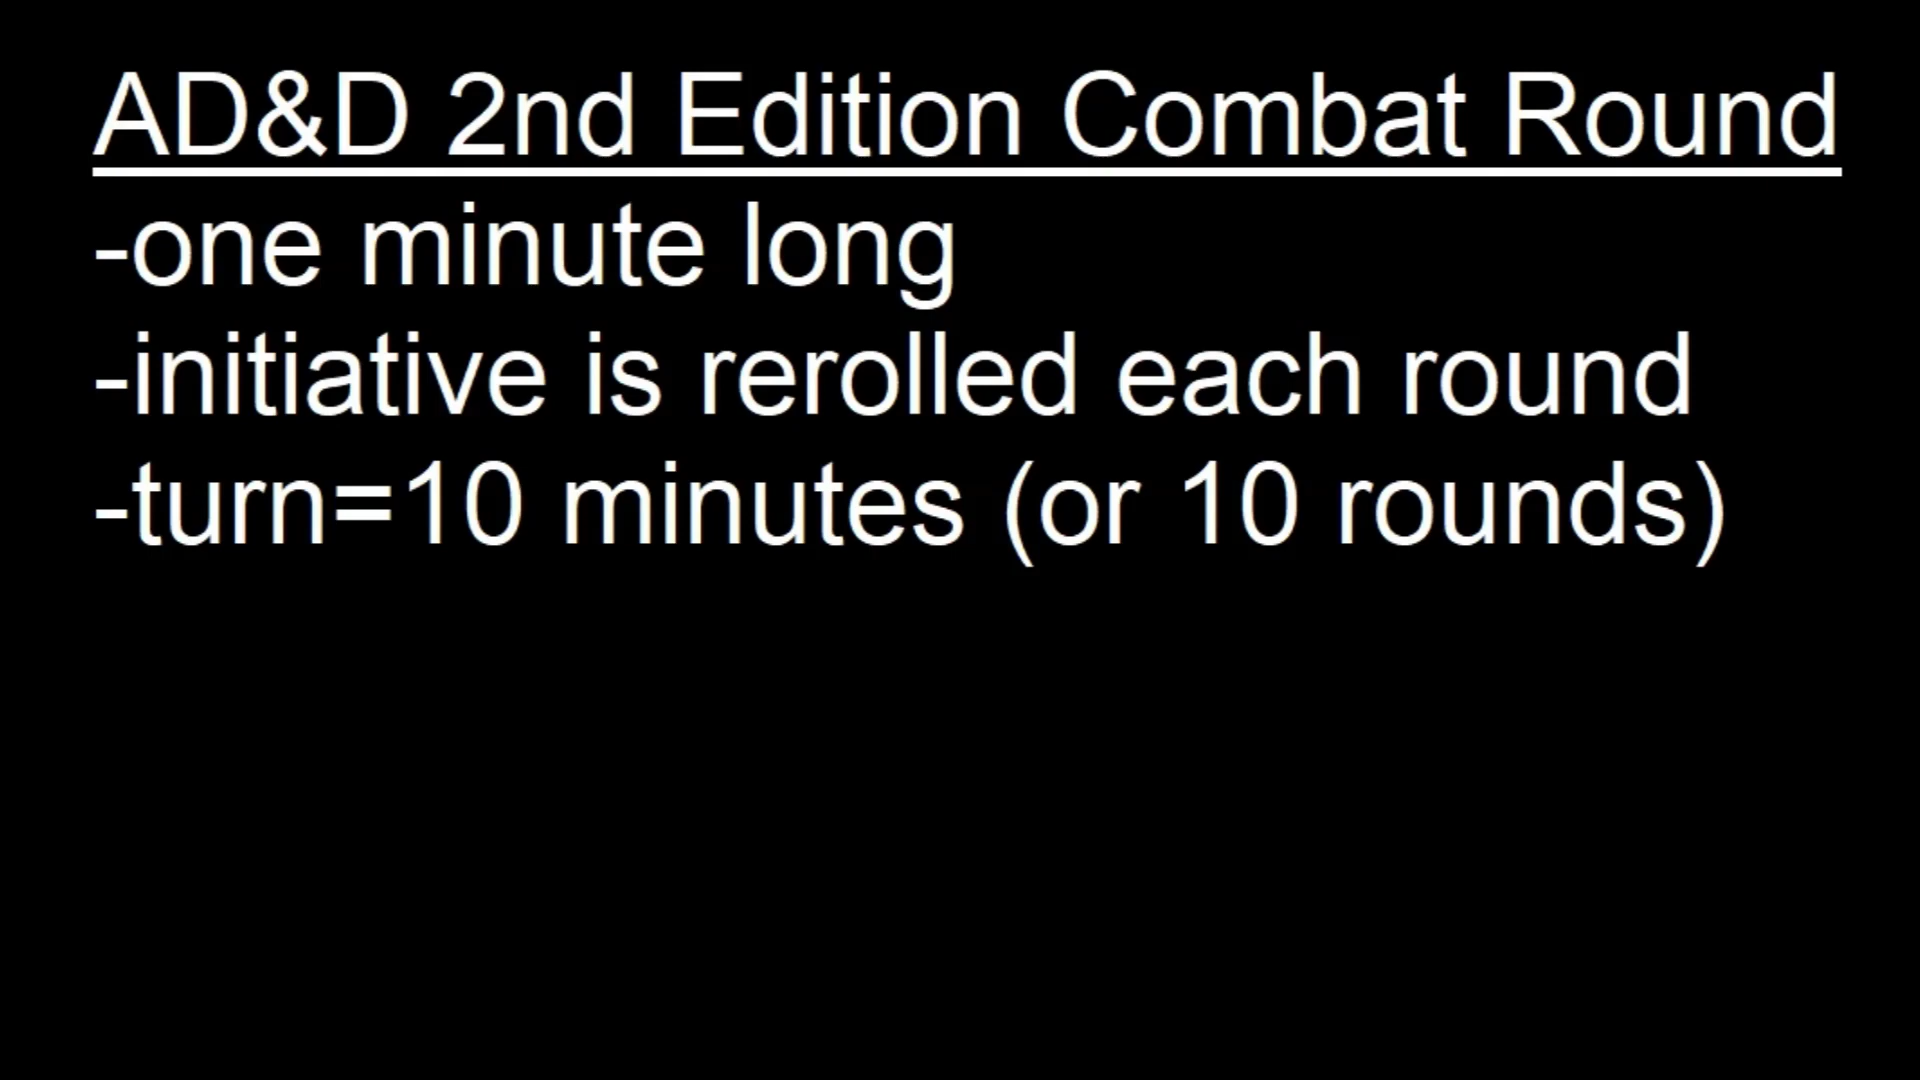 AD&D 2nd Edition Combat Round
-one minute long
-initiative is rerolled each round
-turn=10 minutes (or 10 rounds)